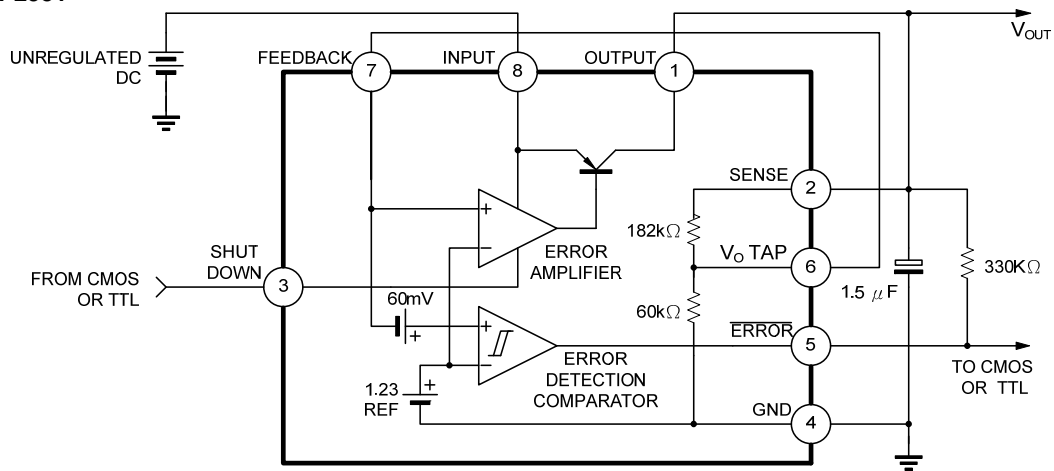 V_OUT
UNREGULATED
DC
FEEDBACK
INPUT
OUTPUT
7
8
1
SENSE
2
182kΩ
SHUT
DOWN
ERROR
AMPLIFIER
V_O TAP
6
FROM CMOS
OR TTL
3
60mV
+
−
1.5 μF
330KΩ
60kΩ
+
+
−
ERROR
5
ERROR
DETECTION
COMPARATOR
TO CMOS
OR TTL
1.23
REF
+
GND
4